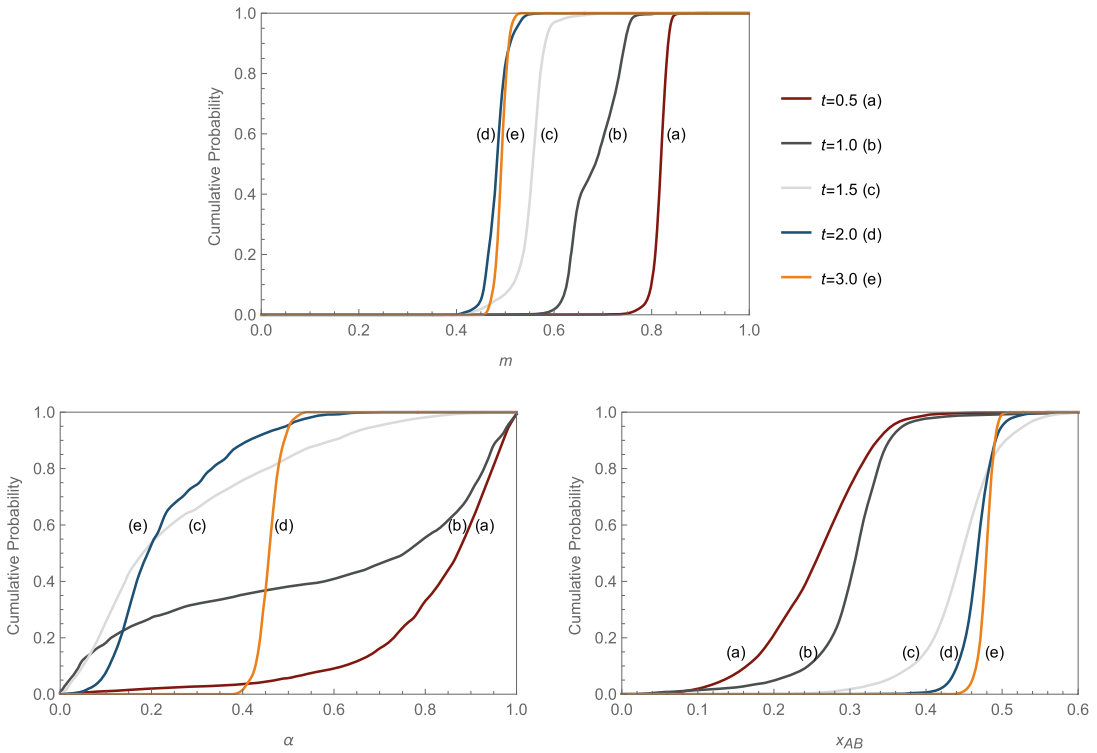 1.0
0.8
0.6
0.4
0.2
0.0
Cumulative Probability
(d) (e) (c) (b) (a)
0.0 0.2 0.4 0.6 0.8 1.0
m
t=0.5 (a)
t=1.0 (b)
t=1.5 (c)
t=2.0 (d)
t=3.0 (e)
1.0
0.8
0.6
0.4
0.2
0.0
Cumulative Probability
(e) (c) (d) (b) (a)
0.0 0.2 0.4 0.6 0.8 1.0
α
1.0
0.8
0.6
0.4
0.2
0.0
Cumulative Probability
(a) (b) (c) (d) (e)
0.0 0.1 0.2 0.3 0.4 0.5 0.6
xAB